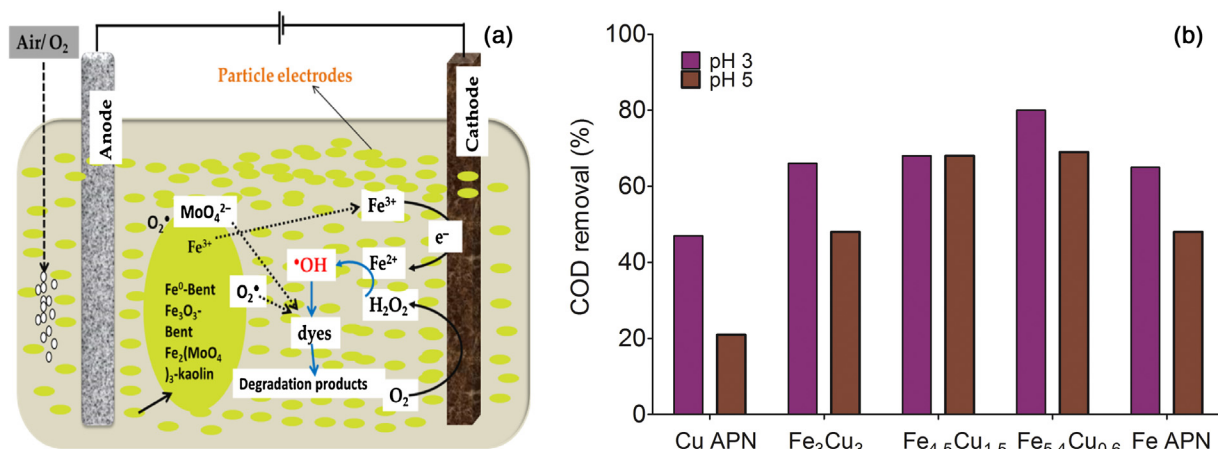 Air/ O₂
(a)
Particle electrodes
Anode
Cathode
O₂•
MoO₄²⁻
Fe³⁺
Fe³⁺
e⁻
•OH
Fe²⁺
Fe⁰-Bent
Fe₃O₃-
Bent
Fe₂(MoO₄
)₃-kaolin
O₂•
H₂O₂
dyes
Degradation products
O₂
(b)
pH 3
pH 5
COD removal (%)
100
80
60
40
20
0
Cu APN Fe₃Cu₃ Fe₄.₅Cu₁.₅ Fe₅.₄Cu₀.₆ Fe APN